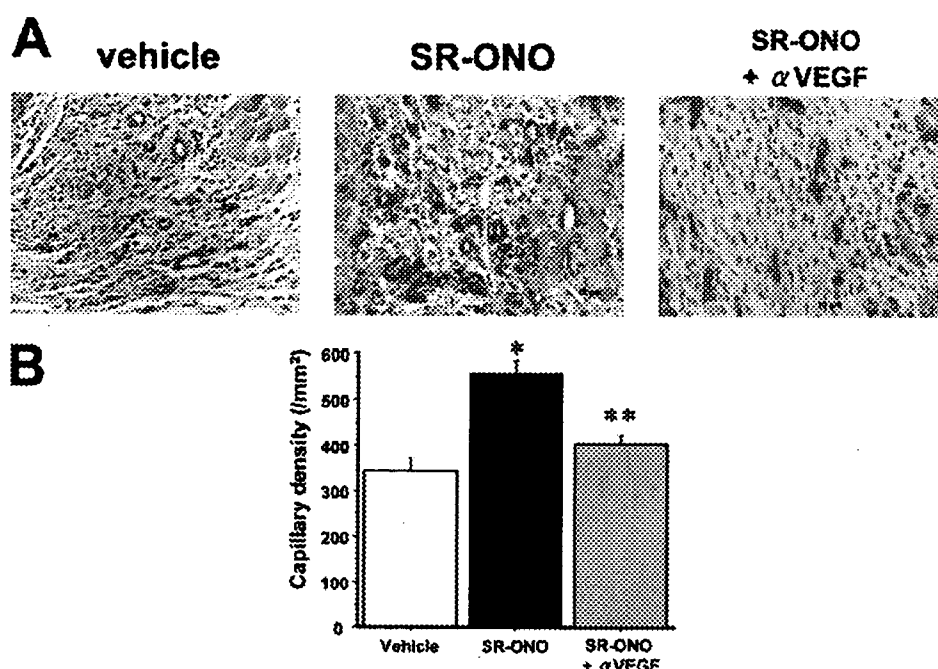 A
vehicle
SR-ONO
SR-ONO
+ αVEGF
B
Capillary density (/mm²)
600
500
400
300
200
100
0
*
**
Vehicle
SR-ONO
SR-ONO
+ αVEGF